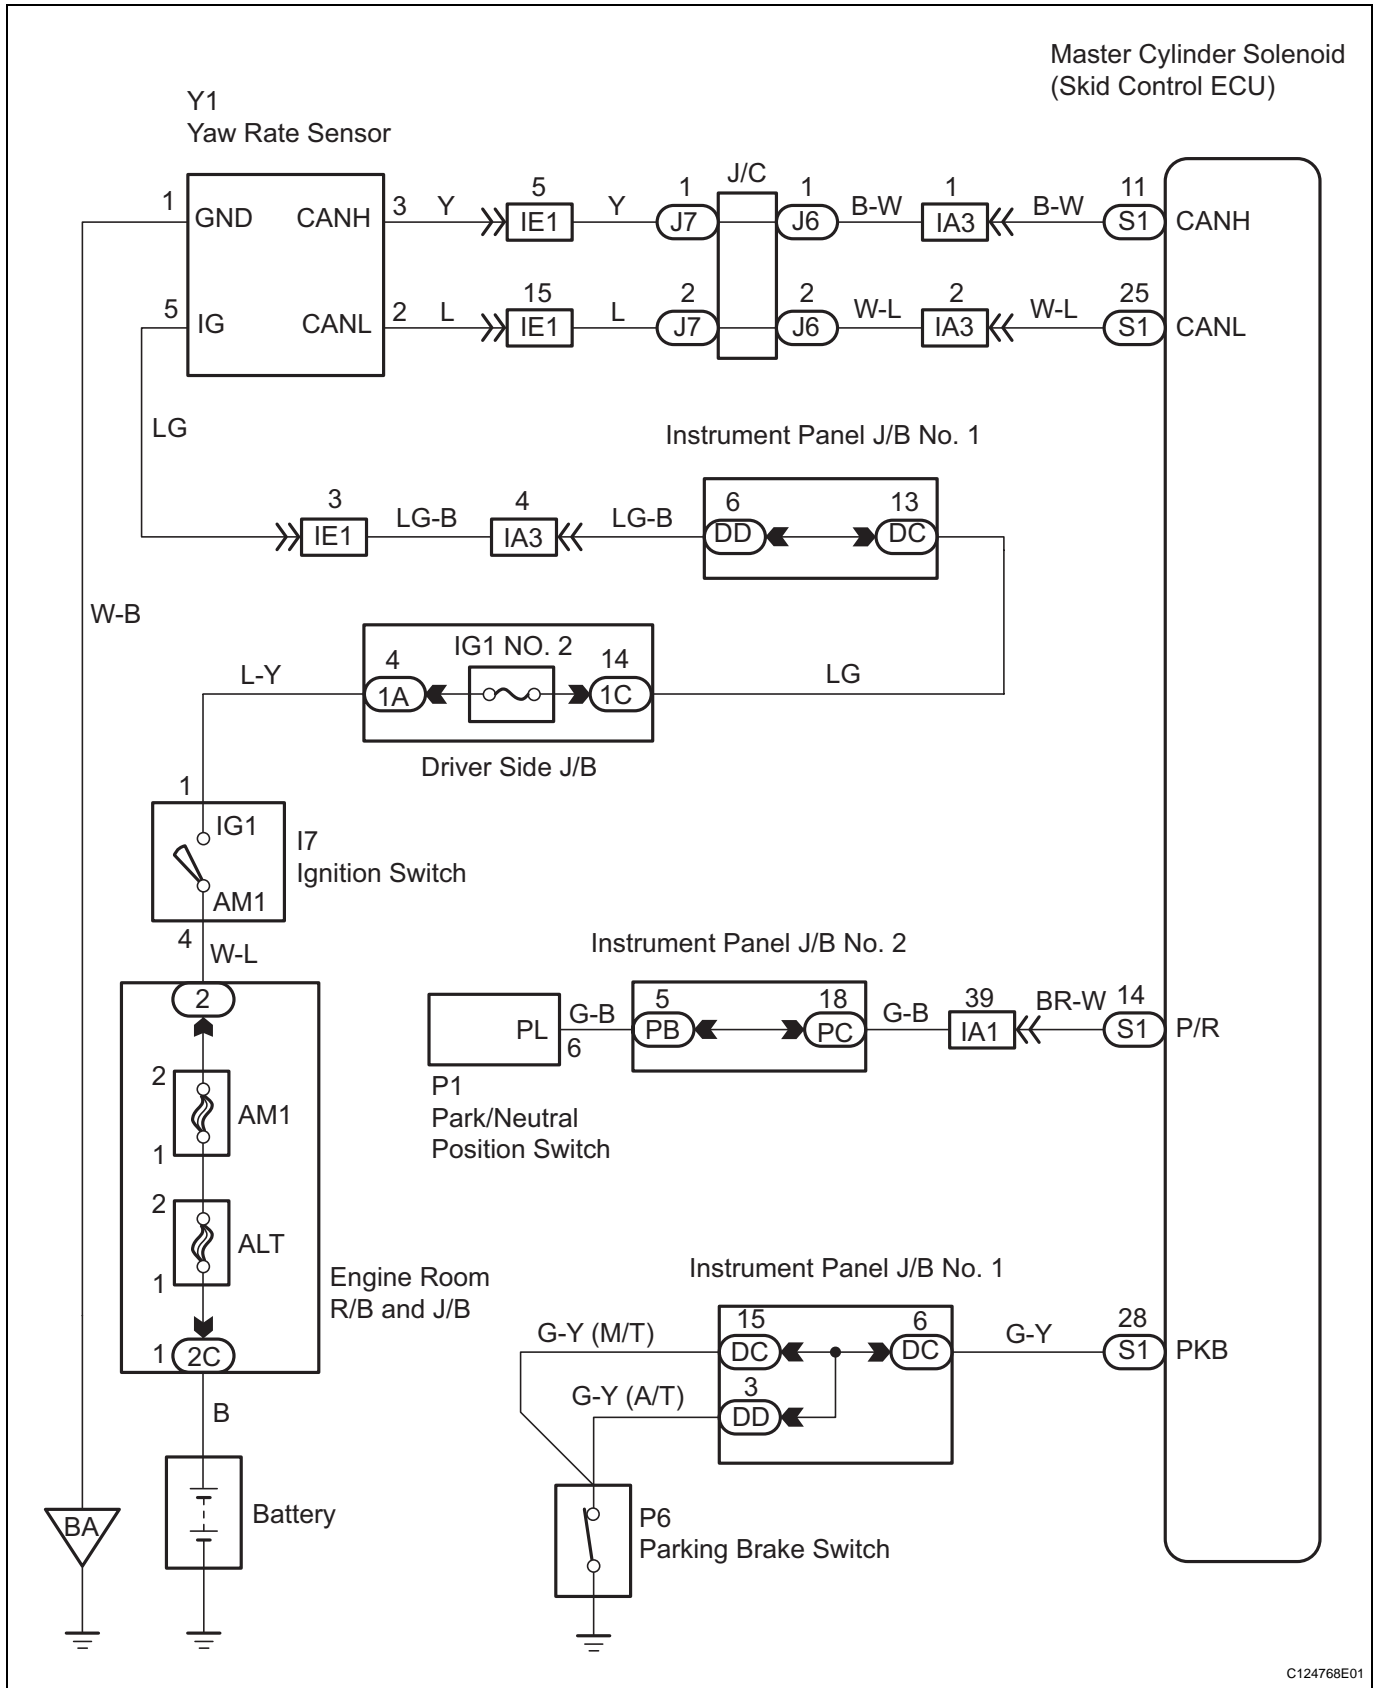 Master Cylinder Solenoid
(Skid Control ECU)
Y1
Yaw Rate Sensor
J/C
1 GND CANH 3 Y 5 IE1 Y 1 J7 1 J6 B-W 1 IA3 B-W 11 S1 CANH
5 IG CANL 2 L 15 IE1 L 2 J7 2 J6 W-L 2 IA3 W-L 25 S1 CANL
LG
Instrument Panel J/B No. 1
3 IE1 LG-B 4 IA3 LG-B 6 DD 13 DC
W-B
L-Y 4 1A IG1 NO. 2 14 1C LG
Driver Side J/B
1
IG1
I7
Ignition Switch
AM1
4
W-L
Instrument Panel J/B No. 2
2
PL G-B 6 5 PB 18 PC G-B 39 IA1 BR-W 14 S1 P/R
P1
Park/Neutral
Position Switch
2
AM1
1
2
ALT
1
Engine Room
R/B and J/B
1 2C
Instrument Panel J/B No. 1
G-Y (M/T) 15 DC 6 DC G-Y 28 S1 PKB
G-Y (A/T) 3 DD
B
Battery
BA
P6
Parking Brake Switch
C124768E01